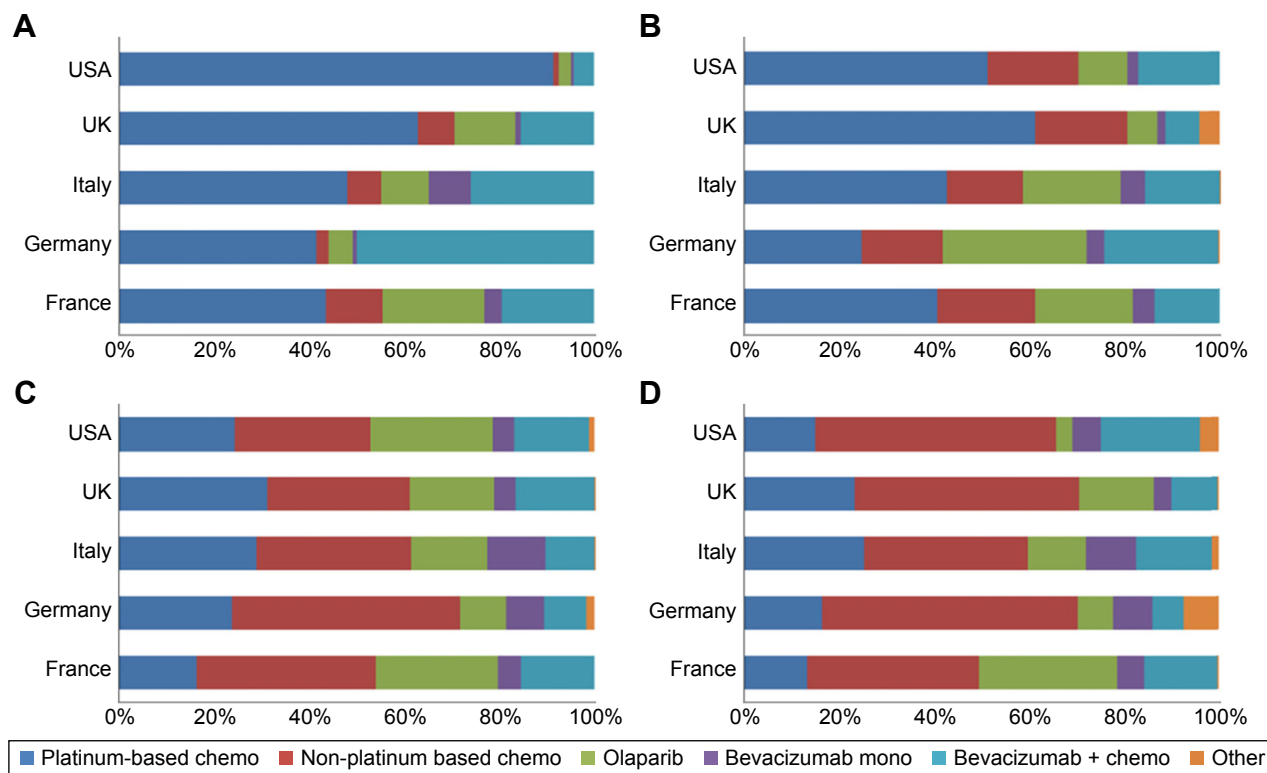 A
USA
UK
Italy
Germany
France
0% 20% 40% 60% 80% 100%
B
USA
UK
Italy
Germany
France
0% 20% 40% 60% 80% 100%
C
USA
UK
Italy
Germany
France
0% 20% 40% 60% 80% 100%
D
USA
UK
Italy
Germany
France
0% 20% 40% 60% 80% 100%
Platinum-based chemo Non-platinum based chemo Olaparib Bevacizumab mono Bevacizumab + chemo Other